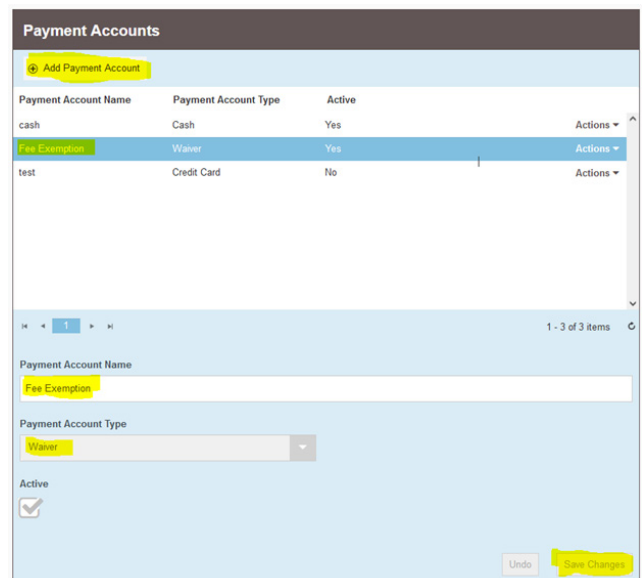 Payment Accounts
Add Payment Account
Payment Account Name Payment Account Type Active
cash Cash Yes Actions
Fee Exemption Waiver Yes Actions
test Credit Card No Actions
1 1 - 3 of 3 items
Payment Account Name
Fee Exemption
Payment Account Type
Waiver
Active
Undo Save Changes